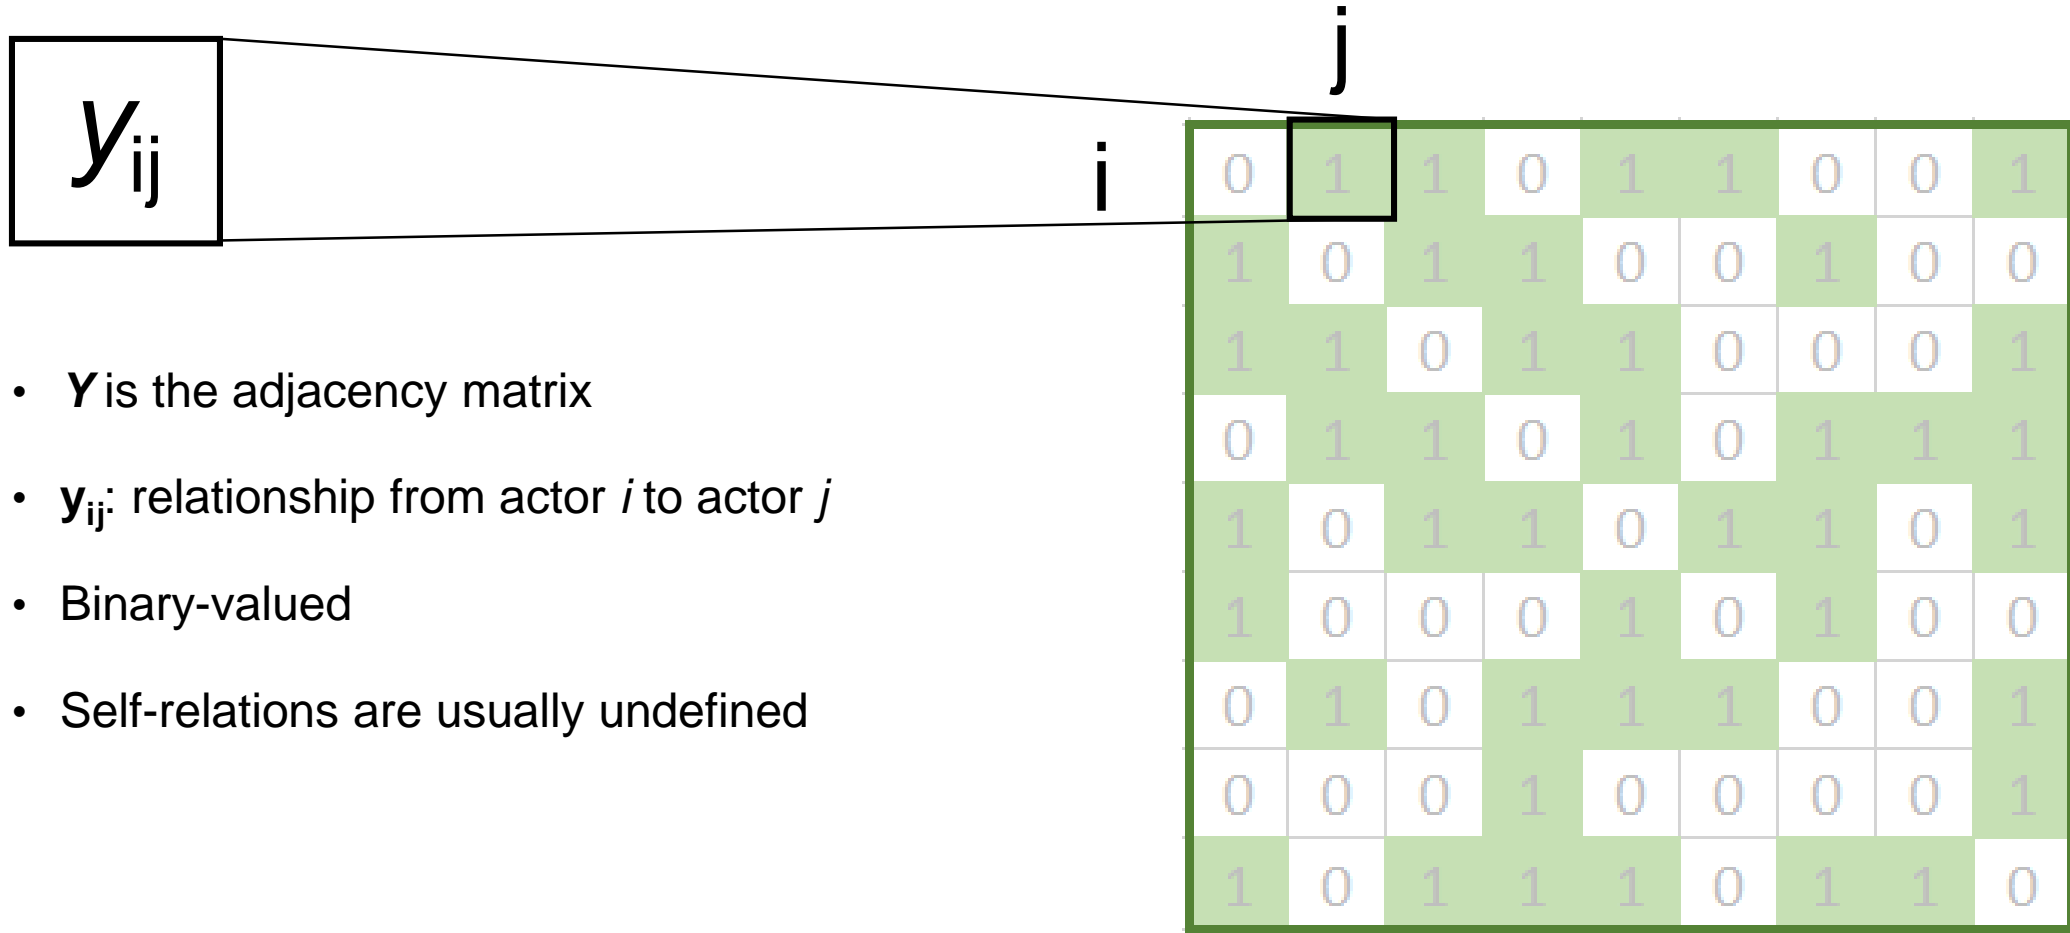 j
yij
i
0 1 1 0 1 1 0 0 1
1 0 1 1 0 0 1 0 0
1 1 0 1 1 0 0 0 1
0 1 1 0 1 0 1 1 1
1 0 1 1 0 1 1 0 1
1 0 0 0 1 0 1 0 0
0 1 0 1 1 1 0 0 1
0 0 0 1 0 0 0 0 1
1 0 1 1 1 0 1 1 0
• Y is the adjacency matrix
• yij: relationship from actor i to actor j
• Binary-valued
• Self-relations are usually undefined